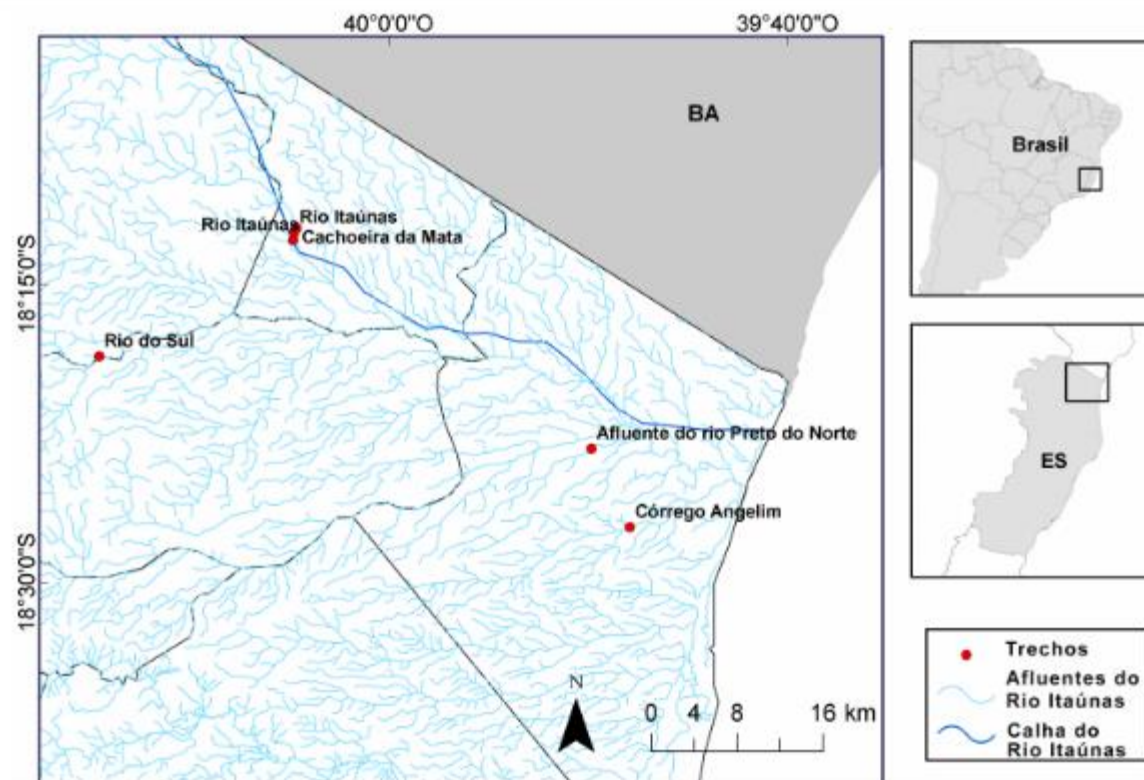 40°0'0"O
39°40'0"O
BA
Brasil
Rio Itaúnas
Rio Itaúnas
Cachoeira da Mata
18°15'0"S
Rio do Sul
Afluente do rio Preto do Norte
Córrego Angelim
ES
18°30'0"S
N
0 4 8 16 km
Trechos
Afluentes do
Rio Itaúnas
Calha do
Rio Itaúnas